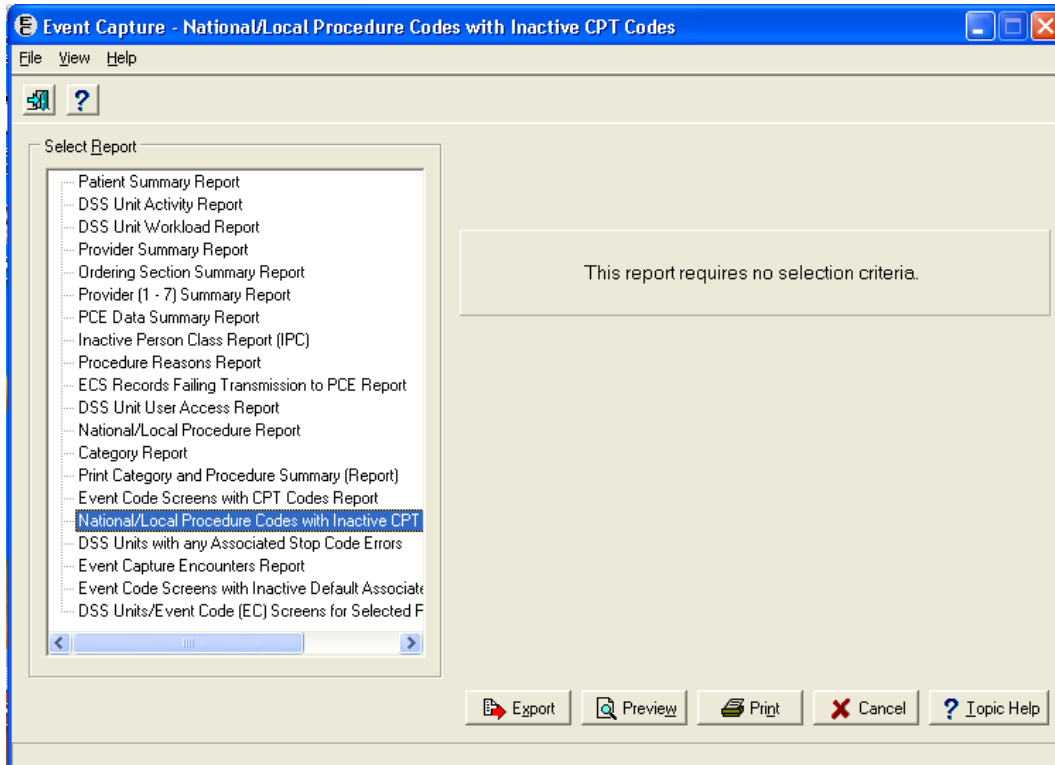 Event Capture - National/Local Procedure Codes with Inactive CPT Codes
File View Help
?
Select Report
Patient Summary Report
DSS Unit Activity Report
DSS Unit Workload Report
Provider Summary Report
Ordering Section Summary Report
Provider (1 - 7) Summary Report
PCE Data Summary Report
Inactive Person Class Report (IPC)
Procedure Reasons Report
ECS Records Failing Transmission to PCE Report
DSS Unit User Access Report
National/Local Procedure Report
Category Report
Print Category and Procedure Summary (Report)
Event Code Screens with CPT Codes Report
National/Local Procedure Codes with Inactive CPT
DSS Units with any Associated Stop Code Errors
Event Capture Encounters Report
Event Code Screens with Inactive Default Associate
DSS Units/Event Code (EC) Screens for Selected F
This report requires no selection criteria.
Export Preview Print Cancel ? Topic Help